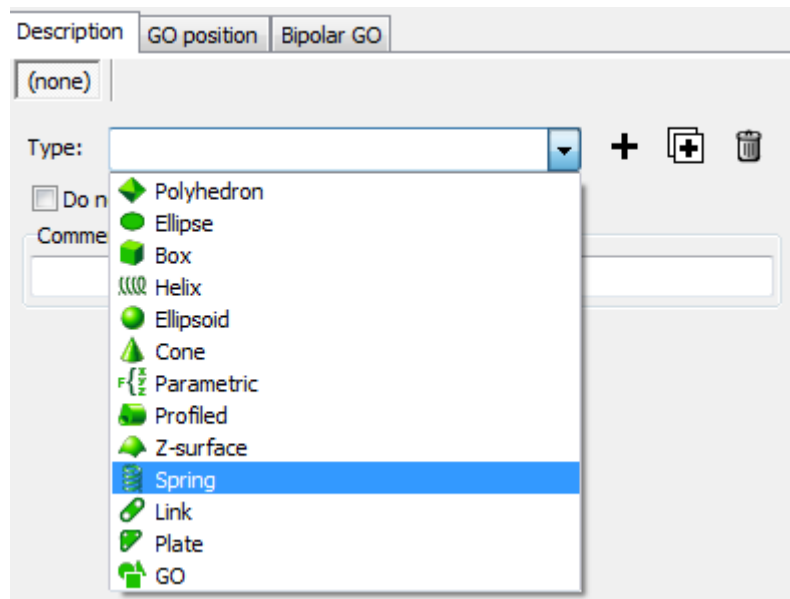 Description GO position Bipolar GO
(none)
Type:
Do n
Comme
Polyhedron
Ellipse
Box
Helix
Ellipsoid
Cone
Parametric
Profiled
Z-surface
Spring
Link
Plate
GO